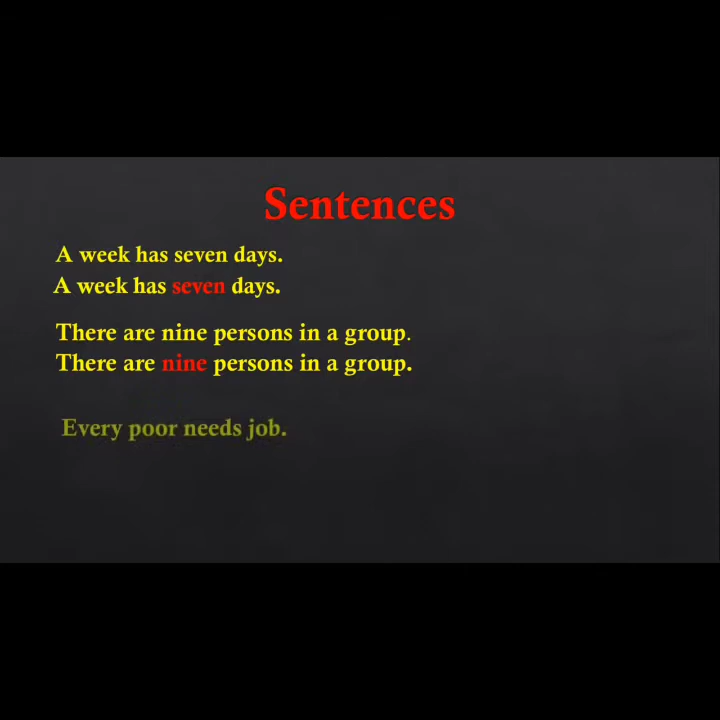 Sentences
A week has seven days.
A week has seven days.
There are nine persons in a group.
There are nine persons in a group.
Every poor needs job.